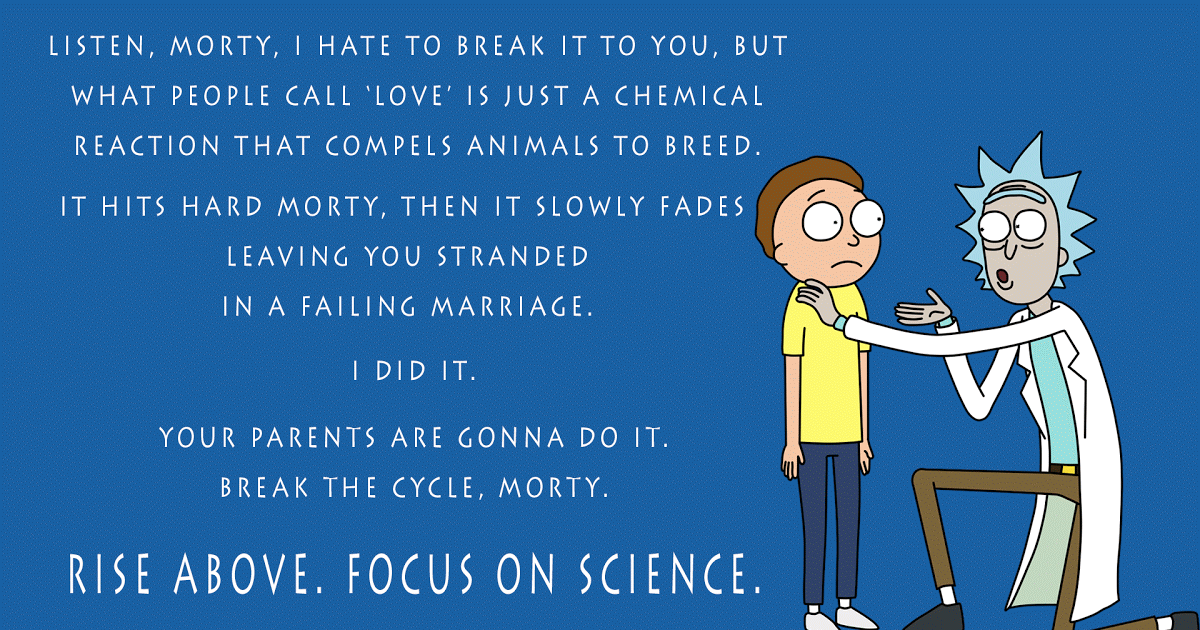 LISTEN, MORTY, I HATE TO BREAK IT TO YOU, BUT
WHAT PEOPLE CALL ‘LOVE’ IS JUST A CHEMICAL
REACTION THAT COMPELS ANIMALS TO BREED.
IT HITS HARD MORTY, THEN IT SLOWLY FADES
LEAVING YOU STRANDED
IN A FAILING MARRIAGE.
I DID IT.
YOUR PARENTS ARE GONNA DO IT.
BREAK THE CYCLE, MORTY.
RISE ABOVE. FOCUS ON SCIENCE.